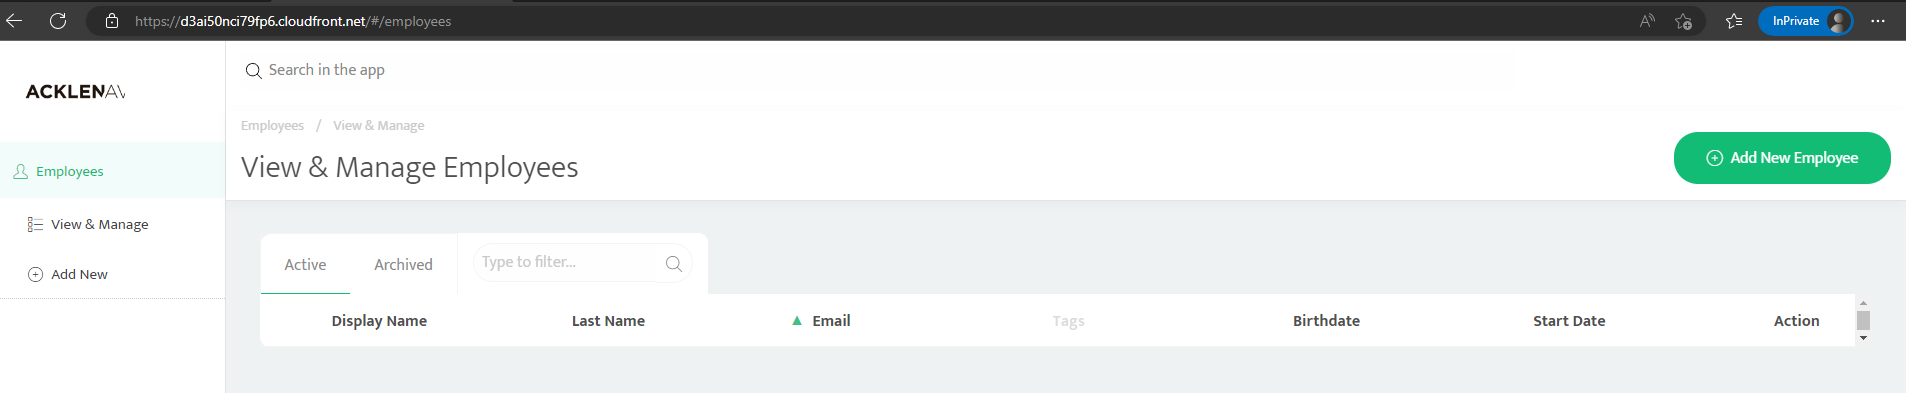 https://d3ai50nci79fp6.cloudfront.net/#/employees
InPrivate
ACKLENAV
Search in the app
Employees / View & Manage
Employees
View & Manage Employees
Add New Employee
View & Manage
Add New
Active Archived Type to filter...
Display Name Last Name Email Tags Birthdate Start Date Action